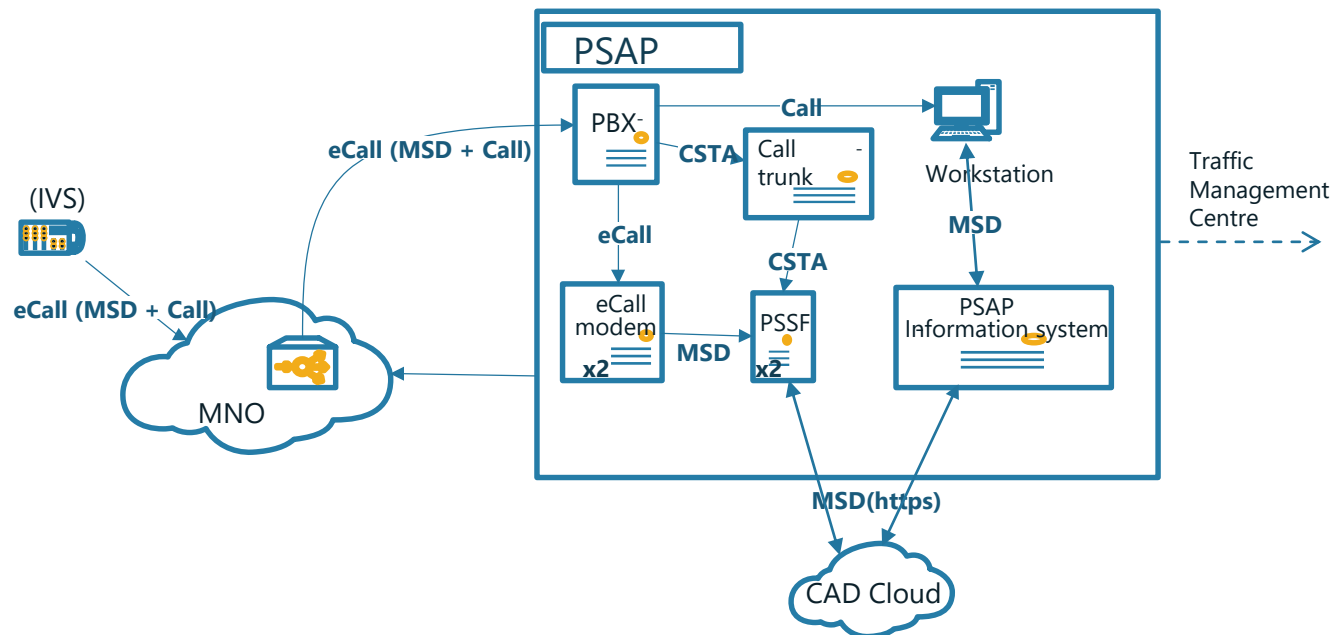 PSAP
PBX-
Call
eCall (MSD + Call)
CSTA
Call -
trunk
Workstation
Traffic
Management
Centre
(IVS)
eCall
MSD
CSTA
eCall (MSD + Call)
eCall
modem
x2
MSD
PSSF
x2
PSAP
Information system
MNO
MSD(https)
CAD Cloud